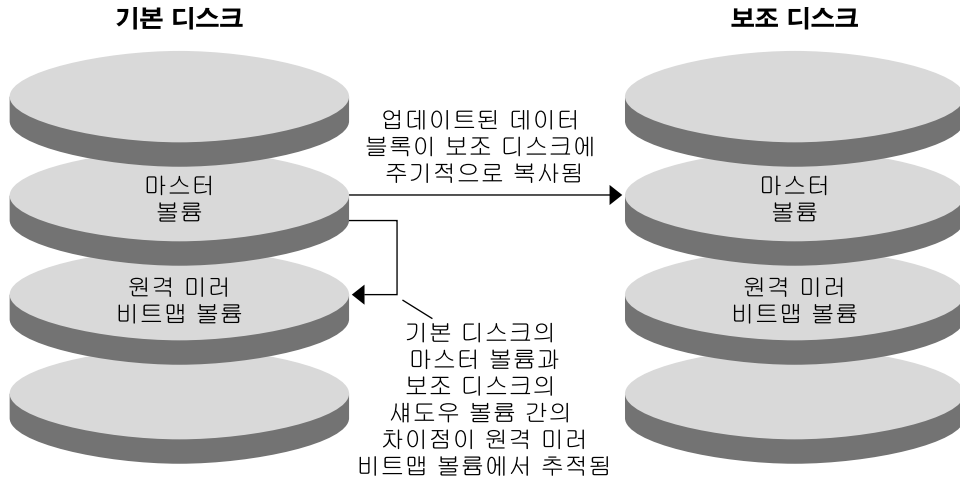 기본 디스크
보조 디스크
업데이트된 데이터
블록이 보조 디스크에
주기적으로 복사됨
마스터
볼륨
마스터
볼륨
원격 미러
비트맵 볼륨
원격 미러
비트맵 볼륨
기본 디스크의
마스터 볼륨과
보조 디스크의
섀도우 볼륨 간의
차이점이 원격 미러
비트맵 볼륨에서 추적됨